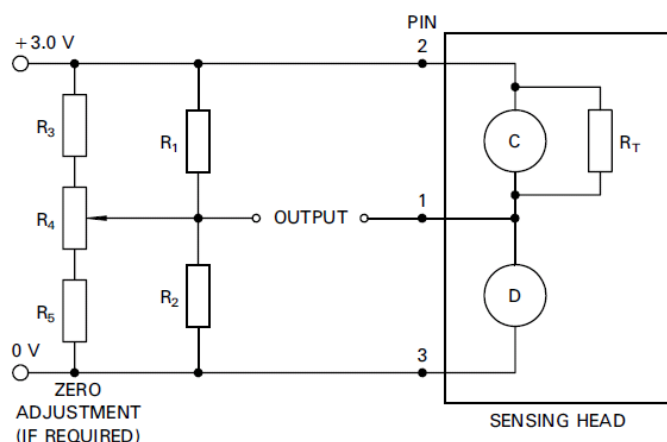 +3.0 V
PIN
2
R3
R1
C
RT
R4
OUTPUT
1
R5
R2
D
0 V
3
ZERO
ADJUSTMENT
(IF REQUIRED)
SENSING HEAD